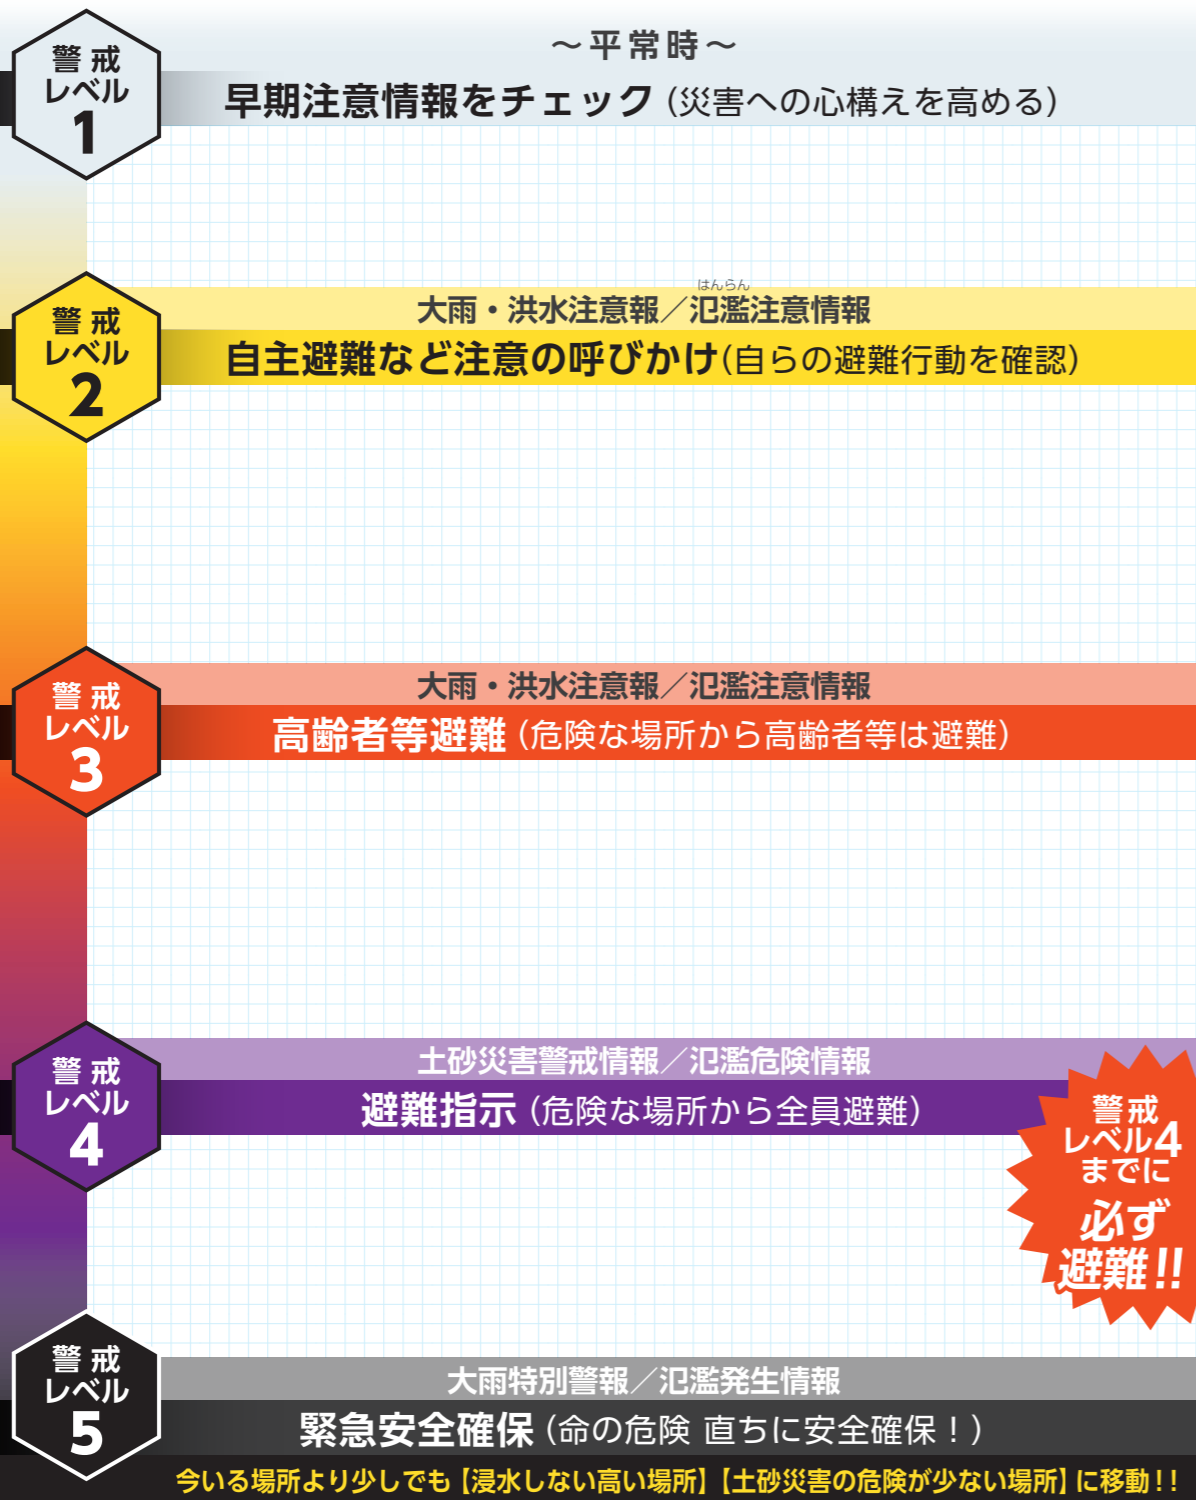 警戒
レベル
1
〜平常時〜
早期注意情報をチェック（災害への心構えを高める）
警戒
レベル
2
はんらん
大雨・洪水注意報／氾濫注意情報
自主避難など注意の呼びかけ（自らの避難行動を確認）
警戒
レベル
3
大雨・洪水注意報／氾濫注意情報
高齢者等避難（危険な場所から高齢者等は避難）
警戒
レベル
4
土砂災害警戒情報／氾濫危険情報
避難指示（危険な場所から全員避難）
警戒
レベル4
までに
必ず
避難!!
警戒
レベル
5
大雨特別警報／氾濫発生情報
緊急安全確保（命の危険 直ちに安全確保！）
今いる場所より少しでも【浸水しない高い場所】【土砂災害の危険が少ない場所】に移動!!